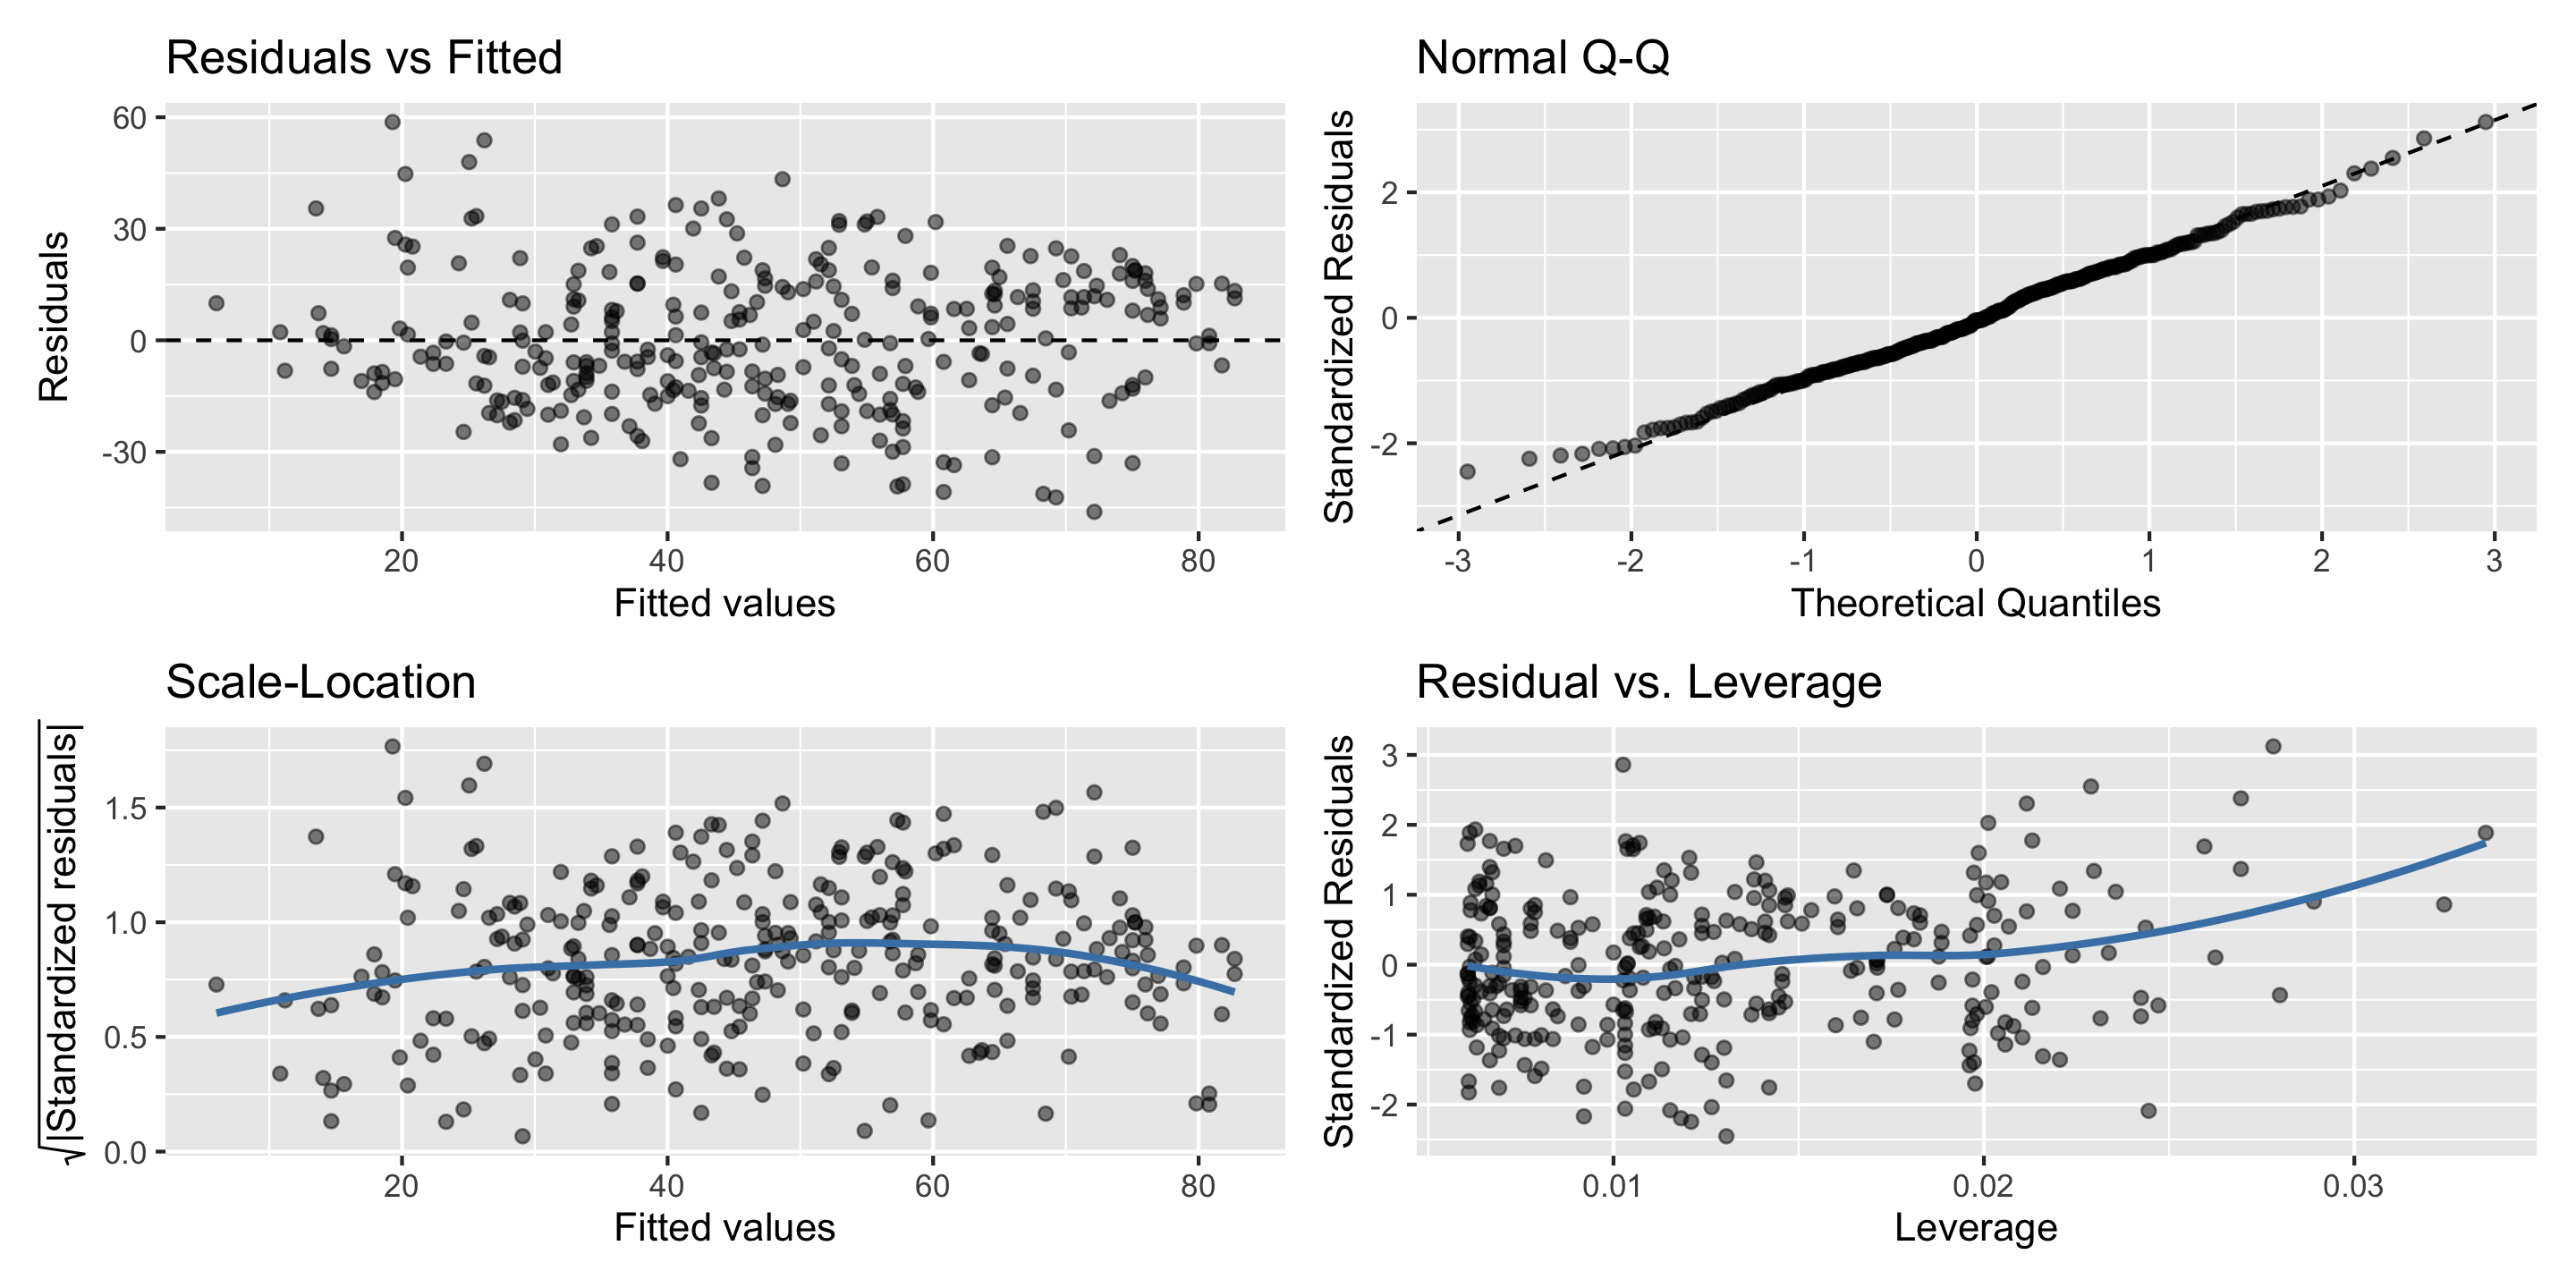 Residuals vs Fitted
Residuals
60
30
0
-30
20
40
60
80
Fitted values
Normal Q-Q
Standardized Residuals
2
0
-2
-3
-2
-1
0
1
2
3
Theoretical Quantiles
Scale-Location
√|Standardized residuals|
1.5
1.0
0.5
0.0
20
40
60
80
Fitted values
Residual vs. Leverage
Standardized Residuals
3
2
1
0
-1
-2
0.01
0.02
0.03
Leverage